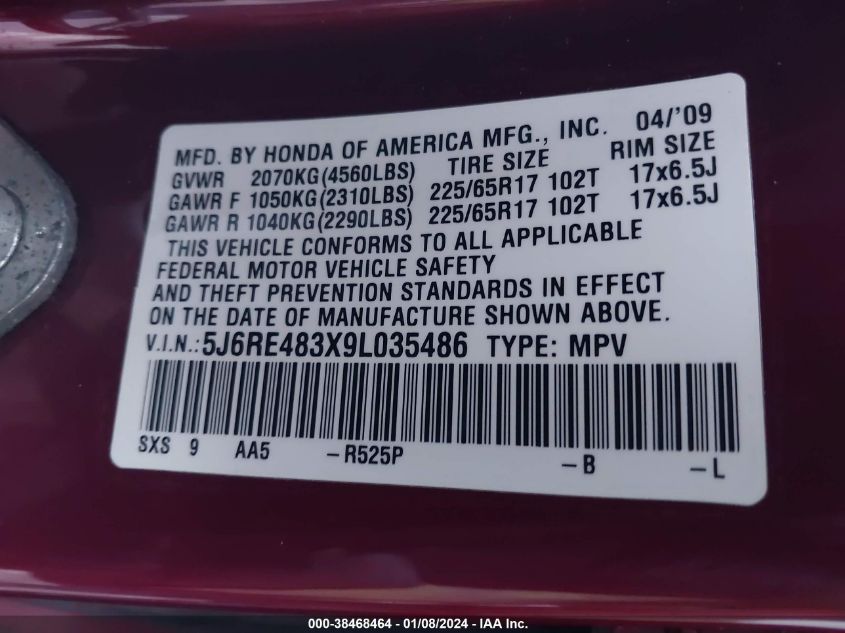 MFD. BY HONDA OF AMERICA MFG., INC. 04/'09
GVWR 2070KG(4560LBS) TIRE SIZE RIM SIZE
GAWR F 1050KG(2310LBS) 225/65R17 102T 17x6.5J
GAWR R 1040KG(2290LBS) 225/65R17 102T 17x6.5J
THIS VEHICLE CONFORMS TO ALL APPLICABLE
FEDERAL MOTOR VEHICLE SAFETY
AND THEFT PREVENTION STANDARDS IN EFFECT
ON THE DATE OF MANUFACTURE SHOWN ABOVE.
V.I.N.:5J6RE483X9L035486 TYPE: MPV
SXS 9 AA5 -R525P -B -L
000-38468464 - 01/08/2024 - IAA Inc.